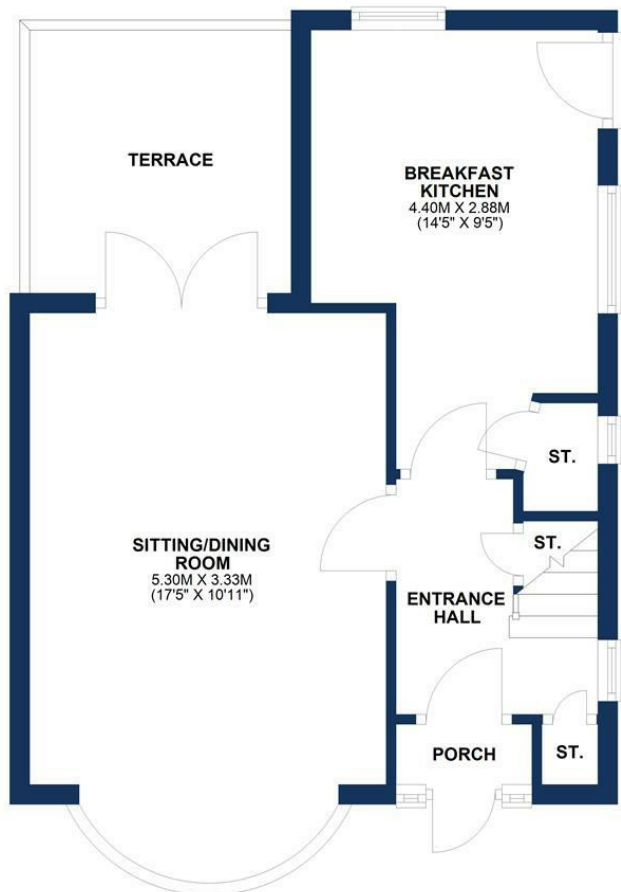 TERRACE
BREAKFAST
KITCHEN
4.40M X 2.88M
(14'5" X 9'5")
ST.
ST.
SITTING/DINING
ROOM
5.30M X 3.33M
(17'5" X 10'11")
ENTRANCE
HALL
PORCH
ST.